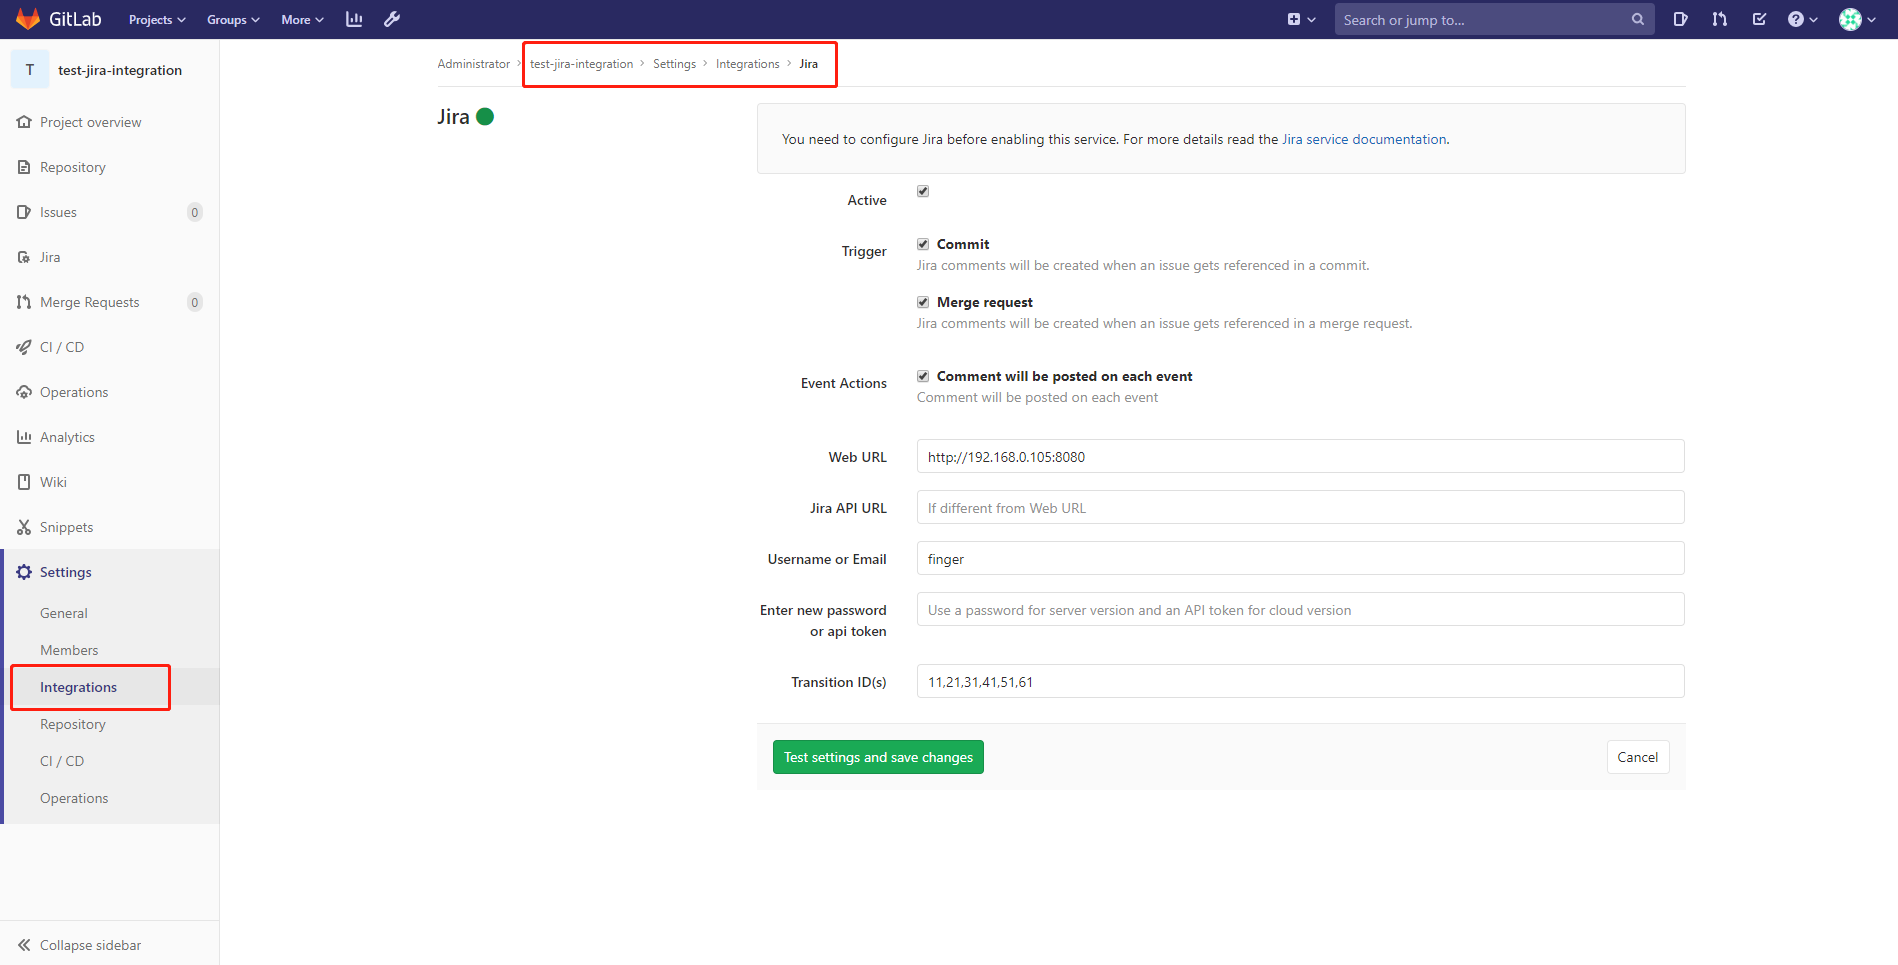 GitLab Projects Groups More Search or jump to...
T test-jira-integration
Project overview
Repository
Issues 0
Jira
Merge Requests 0
CI / CD
Operations
Analytics
Wiki
Snippets
Settings
General
Members
Integrations
Repository
CI / CD
Operations
Collapse sidebar
Administrator > test-jira-integration > Settings > Integrations > Jira
Jira
You need to configure Jira before enabling this service. For more details read the Jira service documentation.
Active
Trigger
Commit
Jira comments will be created when an issue gets referenced in a commit.
Merge request
Jira comments will be created when an issue gets referenced in a merge request.
Event Actions
Comment will be posted on each event
Comment will be posted on each event
Web URL http://192.168.0.105:8080
Jira API URL If different from Web URL
Username or Email finger
Enter new password
or api token
Use a password for server version and an API token for cloud version
Transition ID(s) 11,21,31,41,51,61
Test settings and save changes Cancel